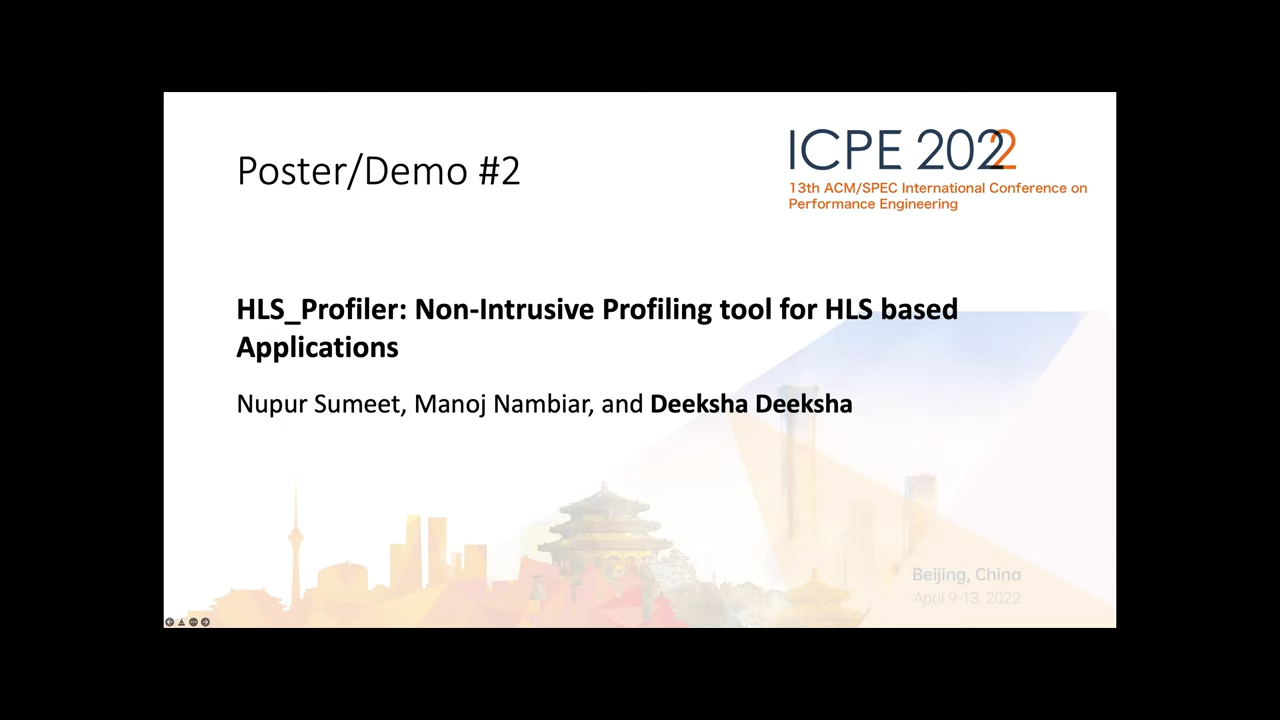 Poster/Demo #2
ICPE 2022
13th ACM/SPEC International Conference on
Performance Engineering
HLS_Profiler: Non-Intrusive Profiling tool for HLS based
Applications
Nupur Sumeet, Manoj Nambiar, and Deeksha Deeksha
Beijing, China
April 9-13, 2022